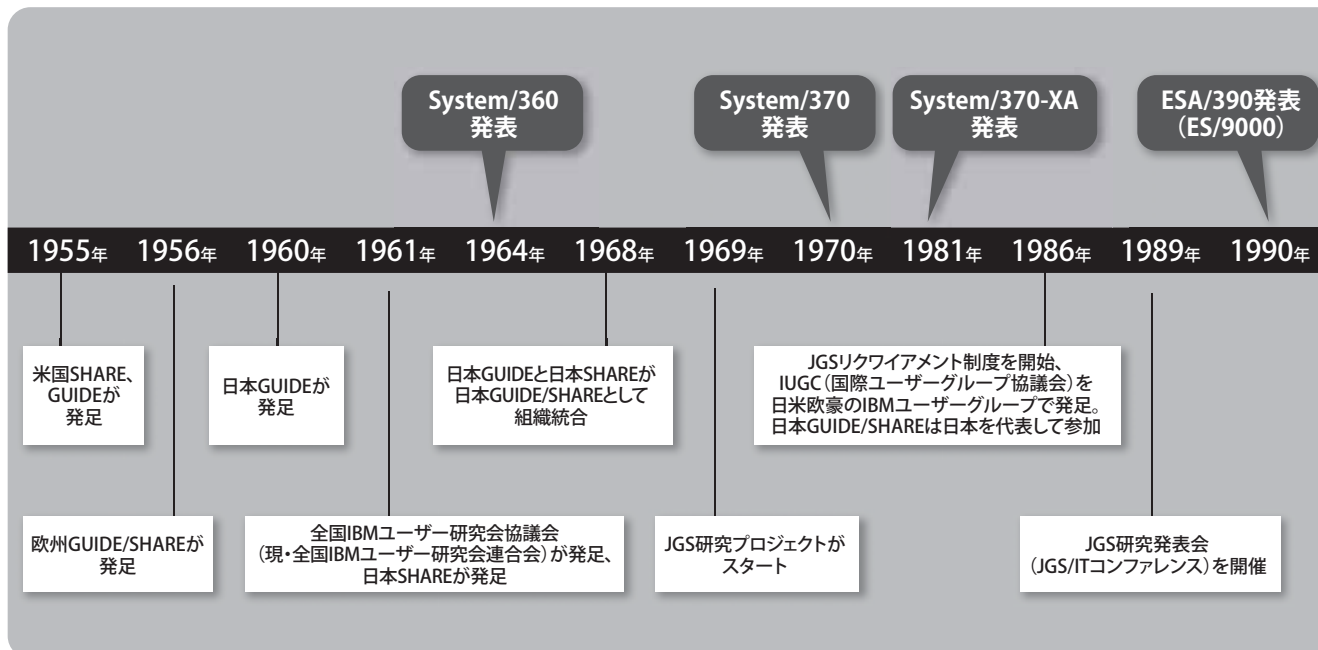 System/360
発表
System/370
発表
System/370-XA
発表
ESA/390発表
（ES/9000）
1955年 1956年 1960年 1961年 1964年 1968年 1969年 1970年 1981年 1986年 1989年 1990年
米国SHARE、
GUIDEが
発足
日本GUIDEが
発足
日本GUIDEと日本SHAREが
日本GUIDE/SHAREとして
組織統合
JGSリクワイアメント制度を開始、
IUGC（国際ユーザーグループ協議会）を
日米欧豪のIBMユーザーグループで発足。
日本GUIDE/SHAREは日本を代表して参加
欧州GUIDE/SHAREが
発足
全国IBMユーザー研究会協議会
（現・全国IBMユーザー研究会連合会）が発足、
日本SHAREが発足
JGS研究プロジェクトが
スタート
JGS研究発表会
（JGS/ITコンファレンス）を開催